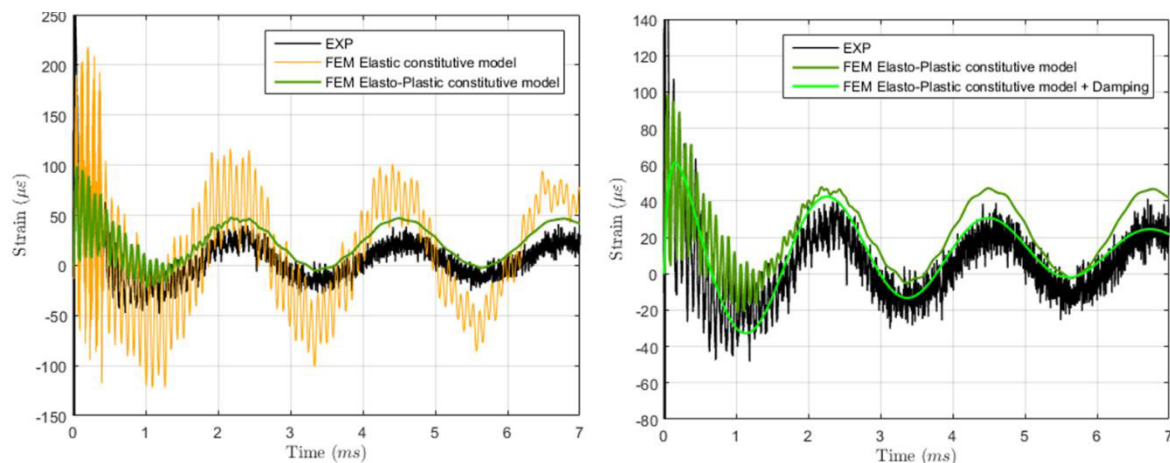 250
200
150
100
50
0
-50
-100
-150
Strain (με)
EXP
FEM Elastic constitutive model
FEM Elasto-Plastic constitutive model
0 1 2 3 4 5 6 7
Time (ms)
140
120
100
80
60
40
20
0
-20
-40
-60
-80
Strain (με)
EXP
FEM Elasto-Plastic constitutive model
FEM Elasto-Plastic constitutive model + Damping
0 1 2 3 4 5 6 7
Time (ms)